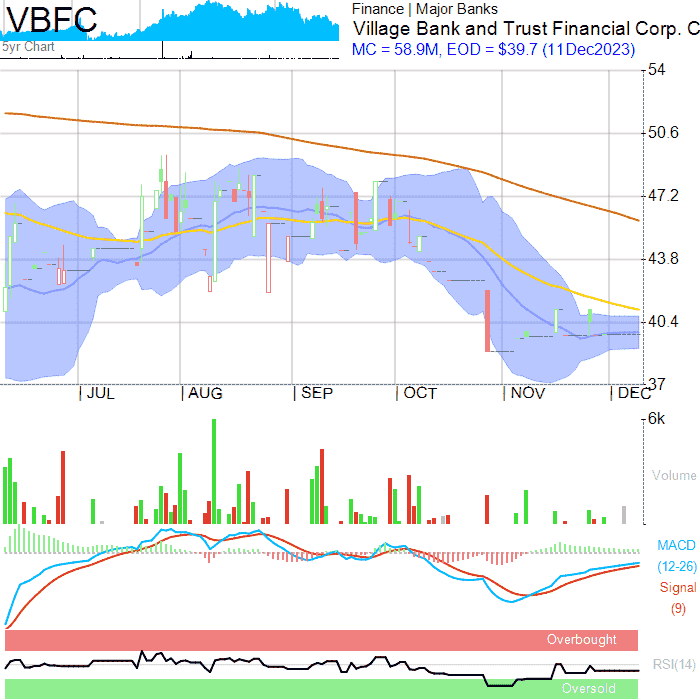 VBFC
5yr Chart
Finance | Major Banks
Village Bank and Trust Financial Corp. C
MC = 58.9M, EOD = $39.7 (11Dec2023)
54
50.6
47.2
43.8
40.4
37
JUL AUG SEP OCT NOV DEC
6k
Volume
MACD
(12-26)
Signal
(9)
Overbought
RSI(14)
Oversold